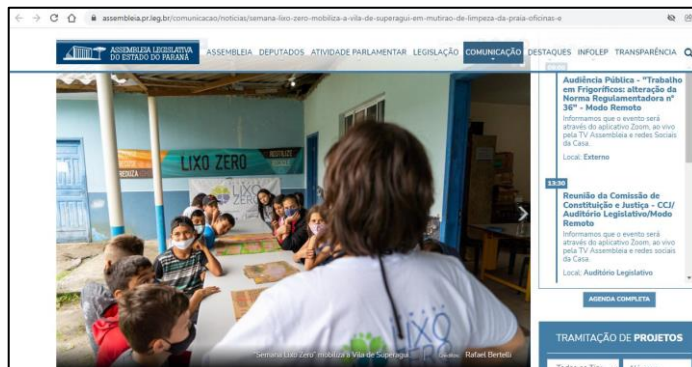 assembleia.pr.leg.br/comunicacao/noticias/semana-lixo-zero-mobiliza-a-vila-de-superagui-em-mutirao-de-limpeza-da-praia-oficinas-e
ASSEMBLEIA LEGISLATIVA
DO ESTADO DO PARANÁ
ASSEMBLEIA DEPUTADOS ATIVIDADE PARLAMENTAR LEGISLAÇÃO COMUNICAÇÃO DESTAQUES INFOLEP TRANSPARÊNCIA
LIXO ZERO
REDUZA
REUTILIZE
LIXO
ZERO
LIXO
"Semana Lixo Zero" mobiliza a Vila de Superagui
Créditos: Rafael Bertelli
Audiência Pública - "Trabalho
em Frigoríficos: alteração da
Norma Regulamentadora nº
36" - Modo Remoto
Informamos que o evento será
através do aplicativo Zoom, ao vivo
pela TV Assembleia e redes Sociais
da Casa.
Local: Externo
13:30
Reunião da Comissão de
Constituição e Justiça - CCJ/
Auditório Legislativo/Modo
Remoto
Informamos que o evento será
através do aplicativo Zoom, ao vivo
pela TV Assembleia e redes sociais
da Casa.
Local: Auditório Legislativo
AGENDA COMPLETA
TRAMITAÇÃO DE PROJETOS